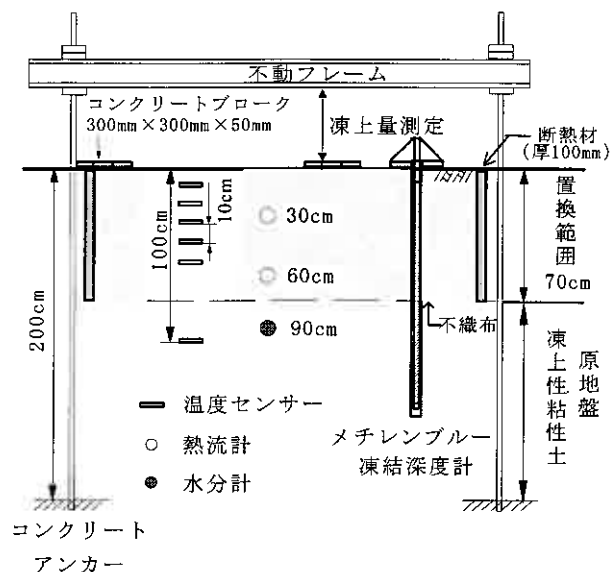 不動フレーム
コンクリートブローク
300mm×300mm×50mm
凍上量測定
断熱材
(厚100mm)
10cm
30cm
置換範囲
70cm
100cm
60cm
200cm
90cm
不織布
原地盤
凍上性粘性土
温度センサー
熱流計
水分計
メチレンブルー
凍結深度計
コンクリート
アンカー